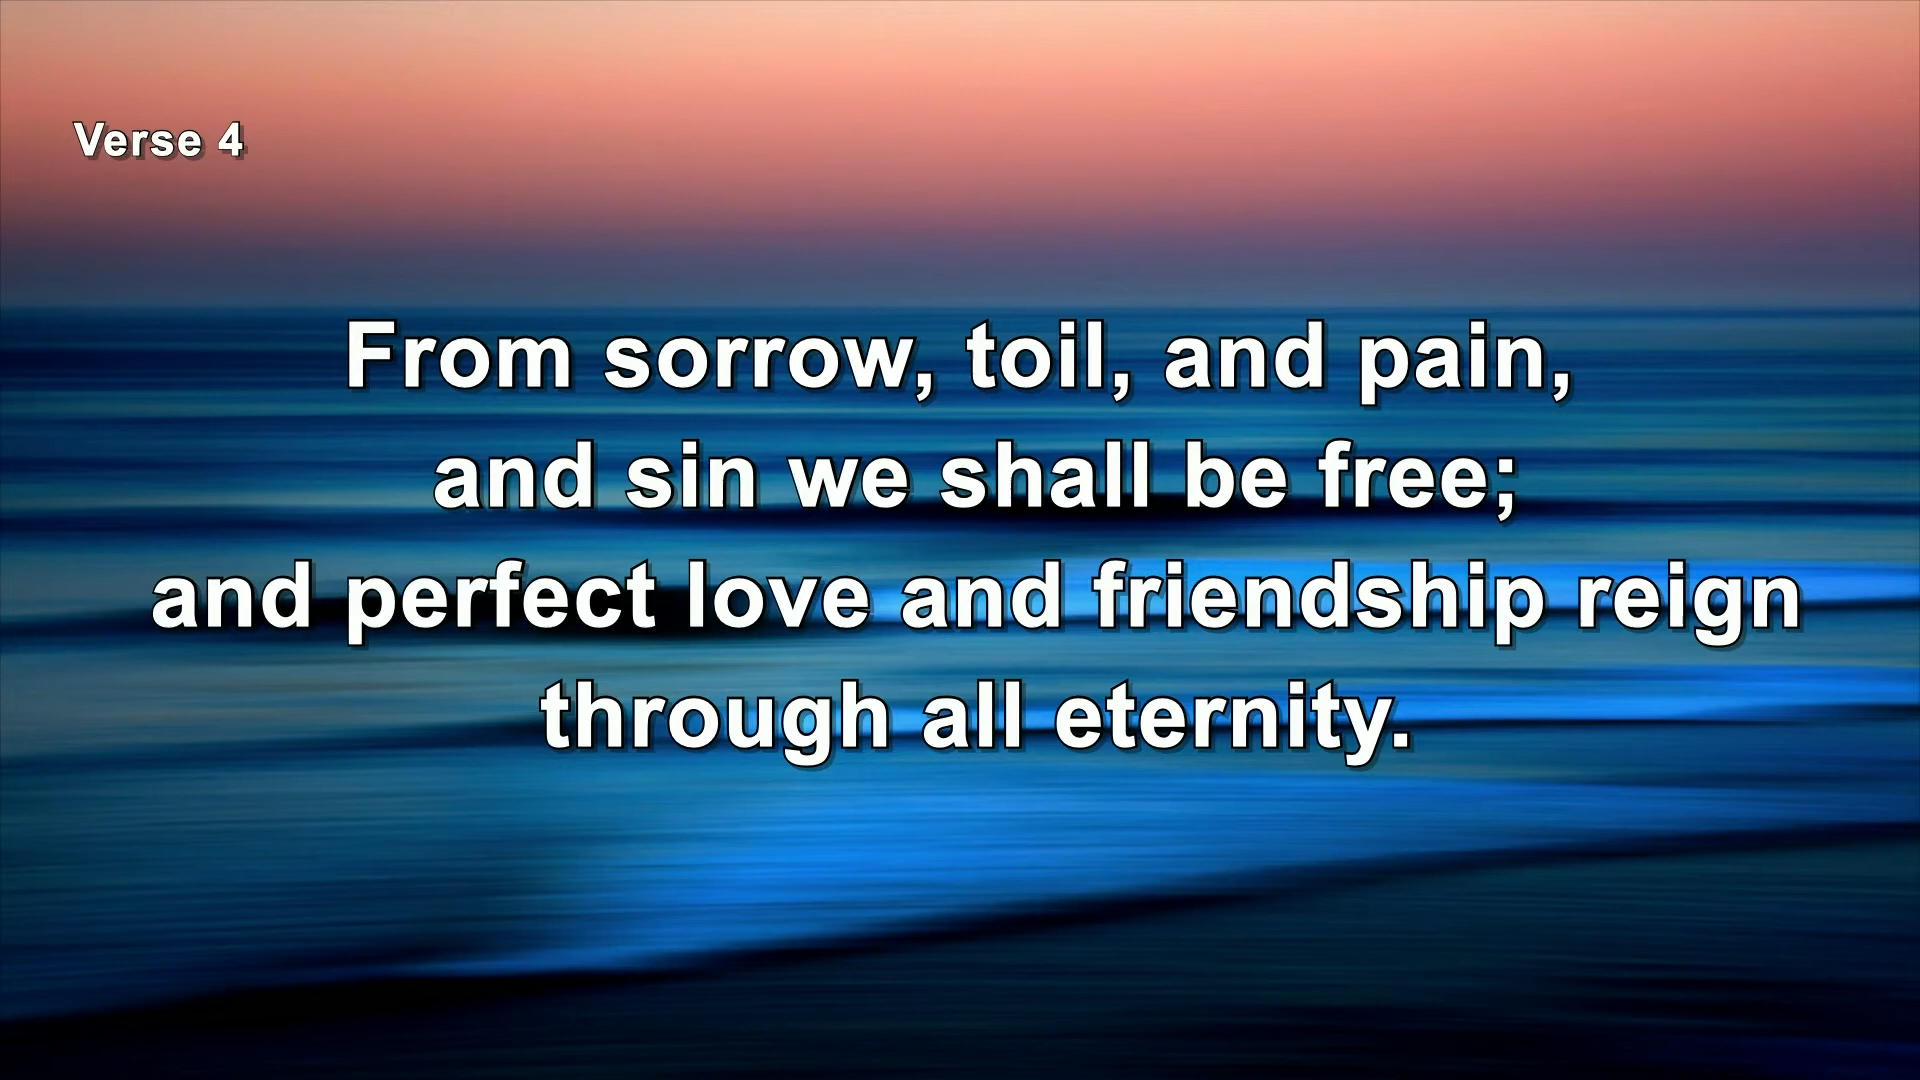 Verse 4
From sorrow, toil, and pain,
and sin we shall be free;
and perfect love and friendship reign
through all eternity.